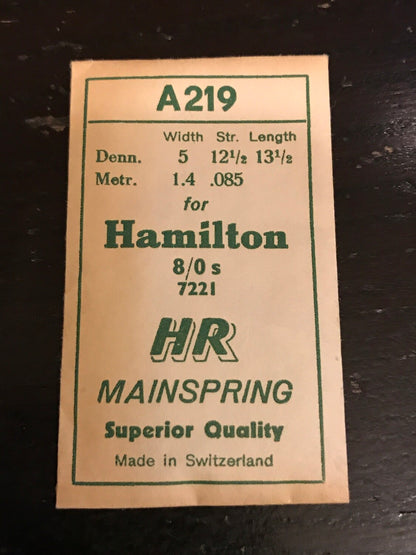 A219
Width Str. Length
Denn. 5 12½ 13½
Metr. 1.4 .085
for
Hamilton
8/0 s
7221
HR
MAINSPRING
Superior Quality
Made in Switzerland